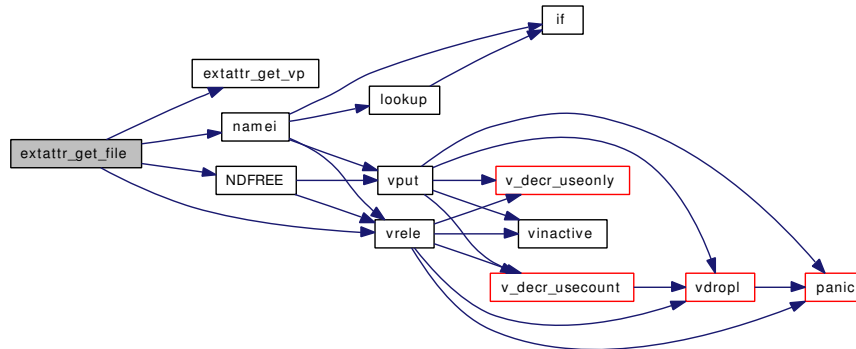 if
extattr_get_vp
lookup
namei
extattr_get_file
NDFREE
vput
v_decr_useonly
vrele
vinactive
v_decr_usecount
vdropl
panic